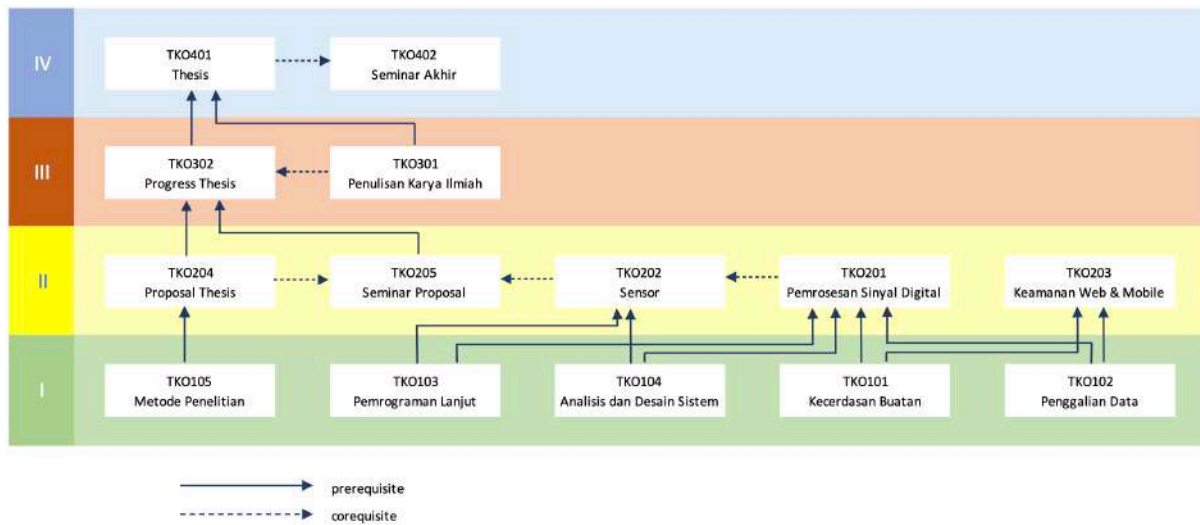 IV
TKO401
Thesis
TKO402
Seminar Akhir
III
TKO302
Progress Thesis
TKO301
Penulisan Karya Ilmiah
II
TKO204
Proposal Thesis
TKO205
Seminar Proposal
TKO202
Sensor
TKO201
Pemrosesan Sinyal Digital
TKO203
Keamanan Web & Mobile
I
TKO105
Metode Penelitian
TKO103
Pemrograman Lanjut
TKO104
Analisis dan Desain Sistem
TKO101
Kecerdasan Buatan
TKO102
Penggalian Data
prerequisite
corequisite